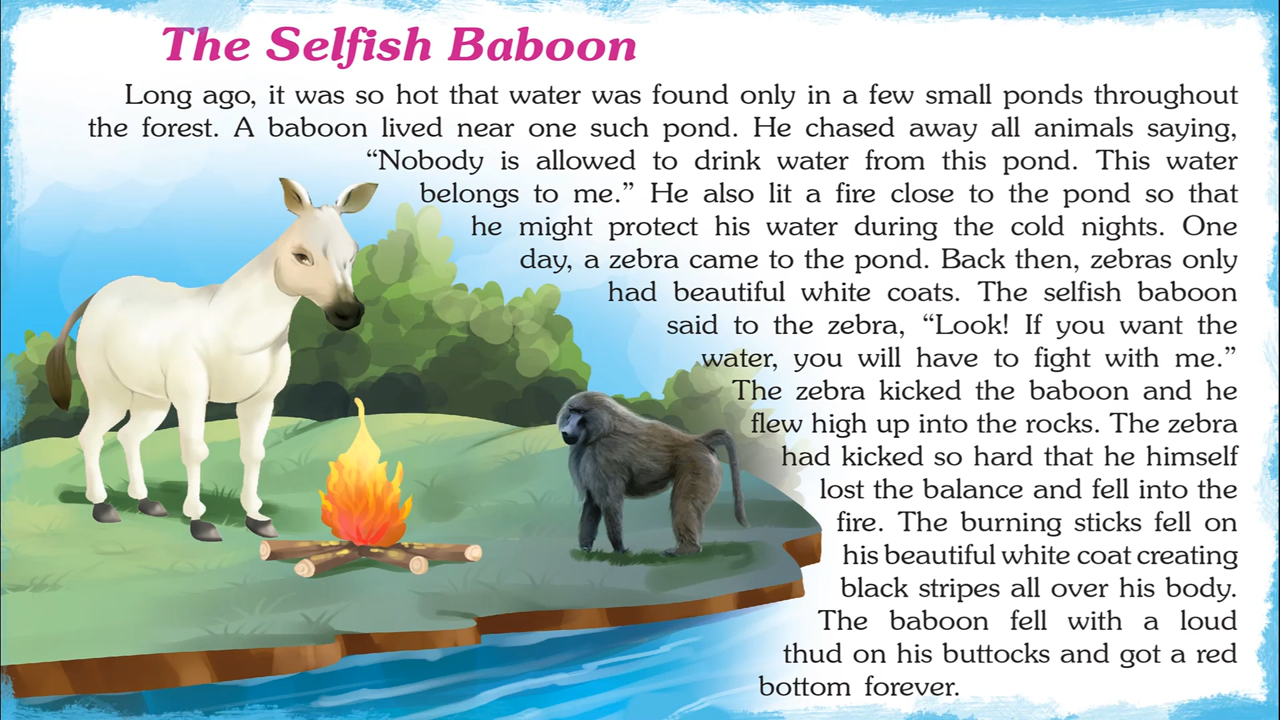 The Selfish Baboon
Long ago, it was so hot that water was found only in a few small ponds throughout
the forest. A baboon lived near one such pond. He chased away all animals saying,
“Nobody is allowed to drink water from this pond. This water
belongs to me.” He also lit a fire close to the pond so that
he might protect his water during the cold nights. One
day, a zebra came to the pond. Back then, zebras only
had beautiful white coats. The selfish baboon
said to the zebra, “Look! If you want the
water, you will have to fight with me.”
The zebra kicked the baboon and he
flew high up into the rocks. The zebra
had kicked so hard that he himself
lost the balance and fell into the
fire. The burning sticks fell on
his beautiful white coat creating
black stripes all over his body.
The baboon fell with a loud
thud on his buttocks and got a red
bottom forever.